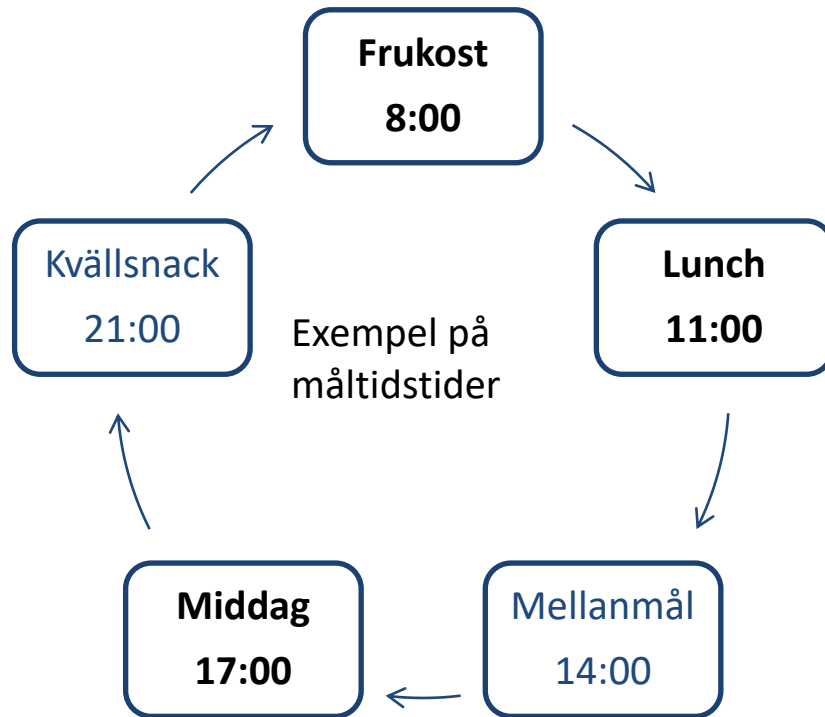 Frukost
8:00
Lunch
11:00
Mellanmål
14:00
Middag
17:00
Kvällsnack
21:00
Exempel på
måltidstider